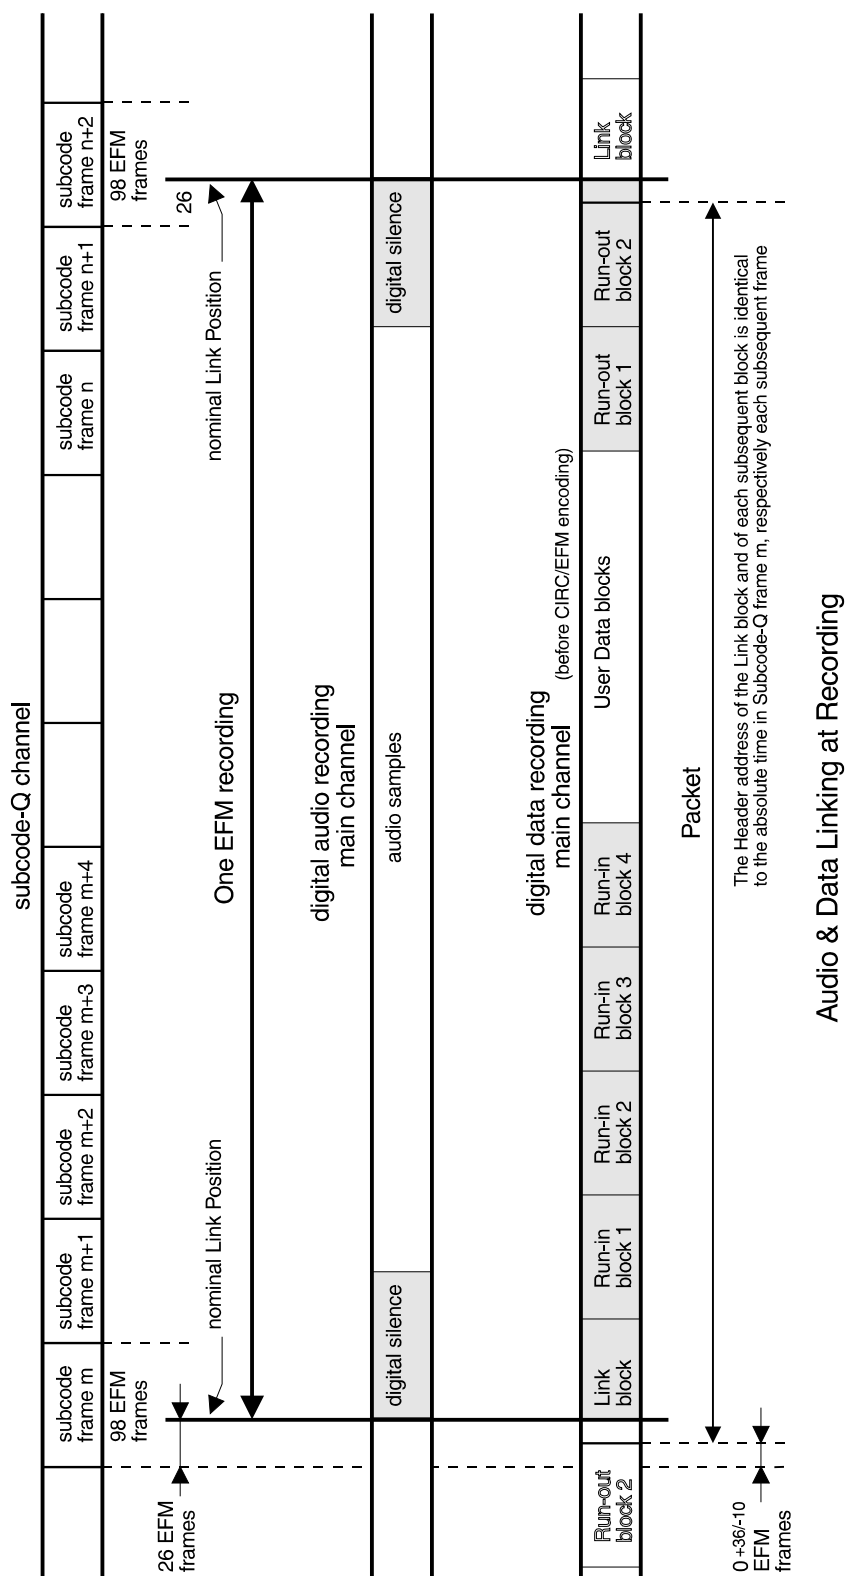 subcode-Q channel
subcode
frame m
subcode
frame m+1
subcode
frame m+2
subcode
frame m+3
subcode
frame m+4
subcode
frame n
subcode
frame n+1
subcode
frame n+2
98 EFM
frames
98 EFM
frames
26 EFM
frames
26
nominal Link Position
nominal Link Position
One EFM recording
digital audio recording
main channel
digital silence
audio samples
digital silence
digital data recording
main channel
(before CIRC/EFM encoding)
Run-out
block 2
Link
block
Run-in
block 1
Run-in
block 2
Run-in
block 3
Run-in
block 4
User Data blocks
Run-out
block 1
Run-out
block 2
Link
block
Packet
0 +36/-10
EFM
frames
The Header address of the Link block and of each subsequent block is identical
to the absolute time in Subcode-Q frame m, respectively each subsequent frame
Audio & Data Linking at Recording